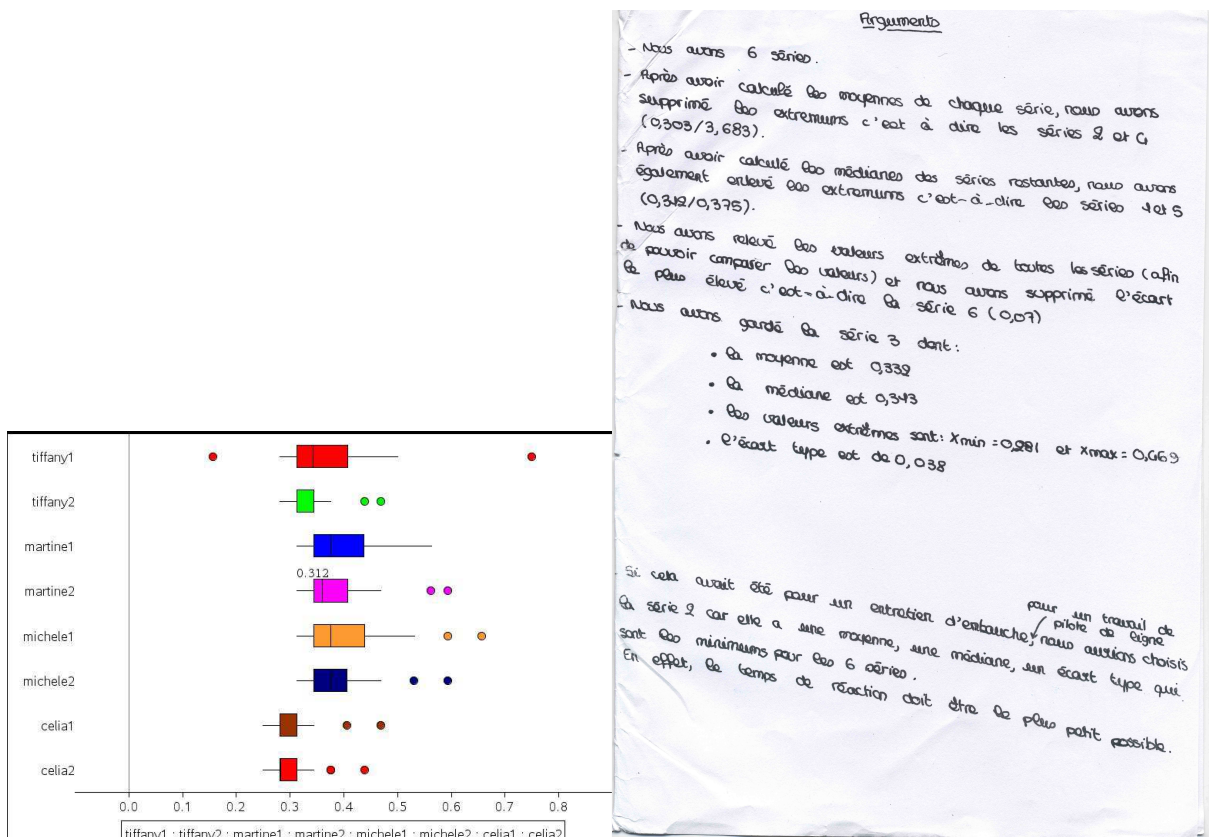 tiffany1
tiffany2
martine1
0.312
martine2
michele1
michele2
celia1
celia2
0.0 0.1 0.2 0.3 0.4 0.5 0.6 0.7 0.8
tiffany1 : tiffany2 : martine1 : martine2 : michele1 : michele2 : celia1 : celia2
Arguments
- Nous avons 6 séries.
- Après avoir calculé les moyennes de chaque série, nous avons
supprimé les extremums c'est à dire les séries 2 et 4
(0,303/3,683).
- Après avoir calculé les médianes des séries restantes, nous avons
également enlevé les extremums c'est-à-dire les séries 1 et 5
(0,312/0,375).
- Nous avons relevé les valeurs extrêmes de toutes les séries (afin
de pouvoir comparer les valeurs) et nous avons supprimé l'écart
le plus élevé c'est-à-dire la série 6 (0,07)
- Nous avons gardé la série 3 dont :
• la moyenne est 0,332
• la médiane est 0,343
• les valeurs extrêmes sont : Xmin = 0,281 et xmax = 0,469
• l'écart type est de 0,038
Si cela avait été pour un entretien d'embauche, pour un travail de
pilote de ligne
nous aurions choisis
la série 2 car elle a une moyenne, une médiane, un écart type qui
sont les minimums pour les 6 séries.
En effet, le temps de réaction doit être le plus petit possible.